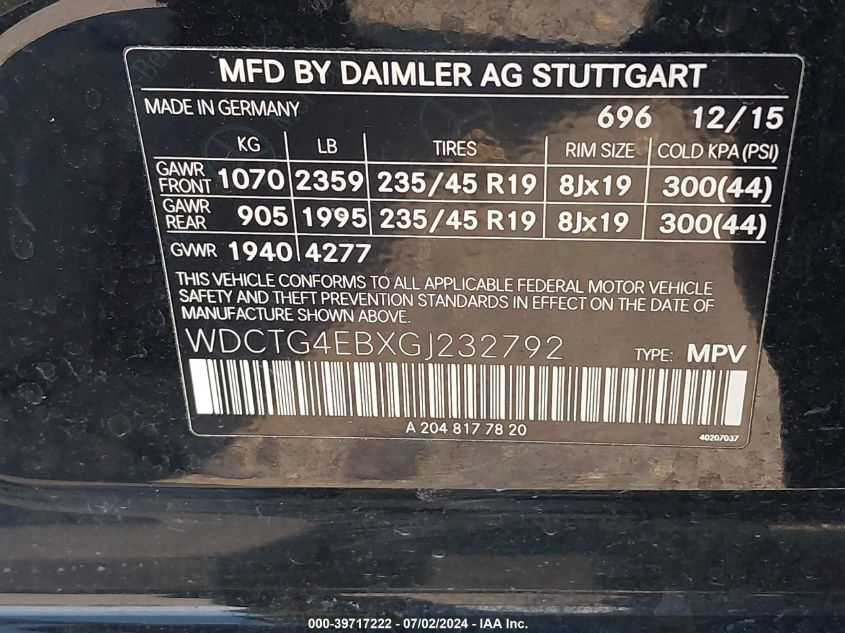 MFD BY DAIMLER AG STUTTGART
MADE IN GERMANY 696 12/15
KG LB TIRES RIM SIZE COLD KPA (PSI)
GAWR FRONT 1070 2359 235/45 R19 8Jx19 300(44)
GAWR REAR 905 1995 235/45 R19 8Jx19 300(44)
GVWR 1940 4277
THIS VEHICLE CONFORMS TO ALL APPLICABLE FEDERAL MOTOR VEHICLE
SAFETY AND THEFT PREVENTION STANDARDS IN EFFECT ON THE DATE OF
MANUFACTURE SHOWN ABOVE.
WDCTG4EBXGJ232792 TYPE: MPV
A 204 817 78 20
40207037
000-39717222 - 07/02/2024 - IAA Inc.